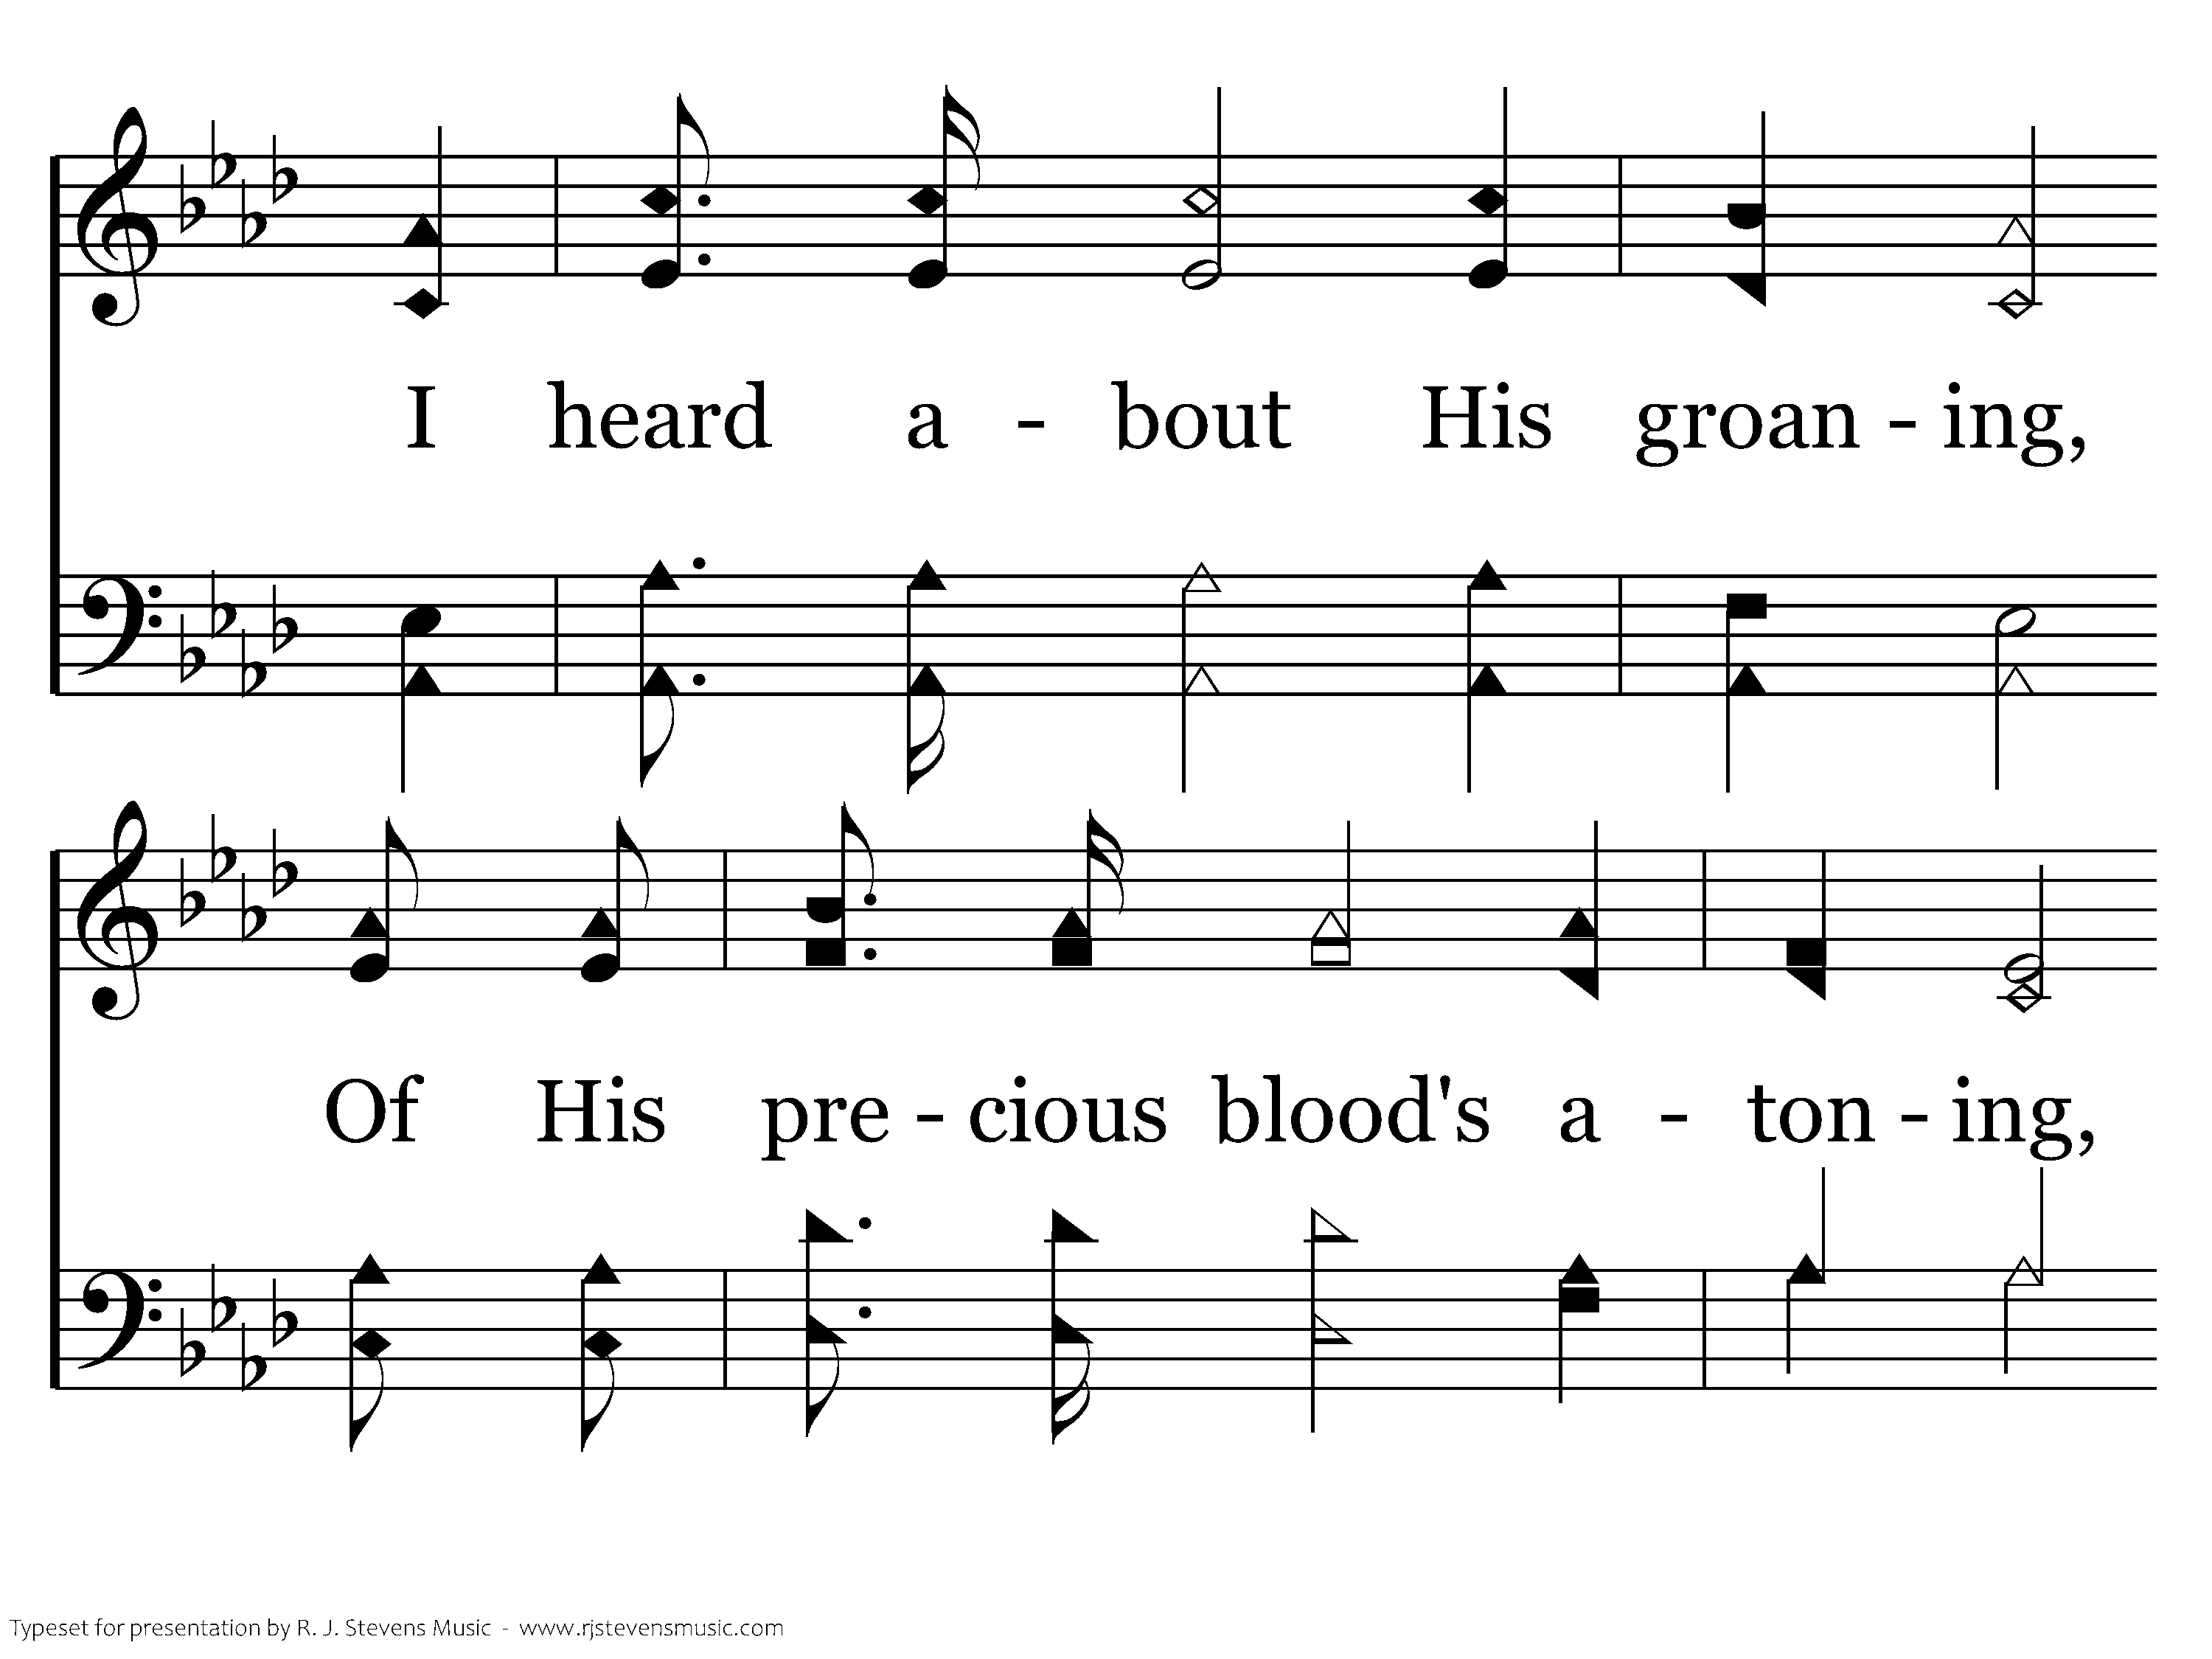 I heard a - bout His groan - ing,
Of His pre - cious blood's a - ton - ing,
Typeset for presentation by R. J. Stevens Music - www.rjstevensmusic.com